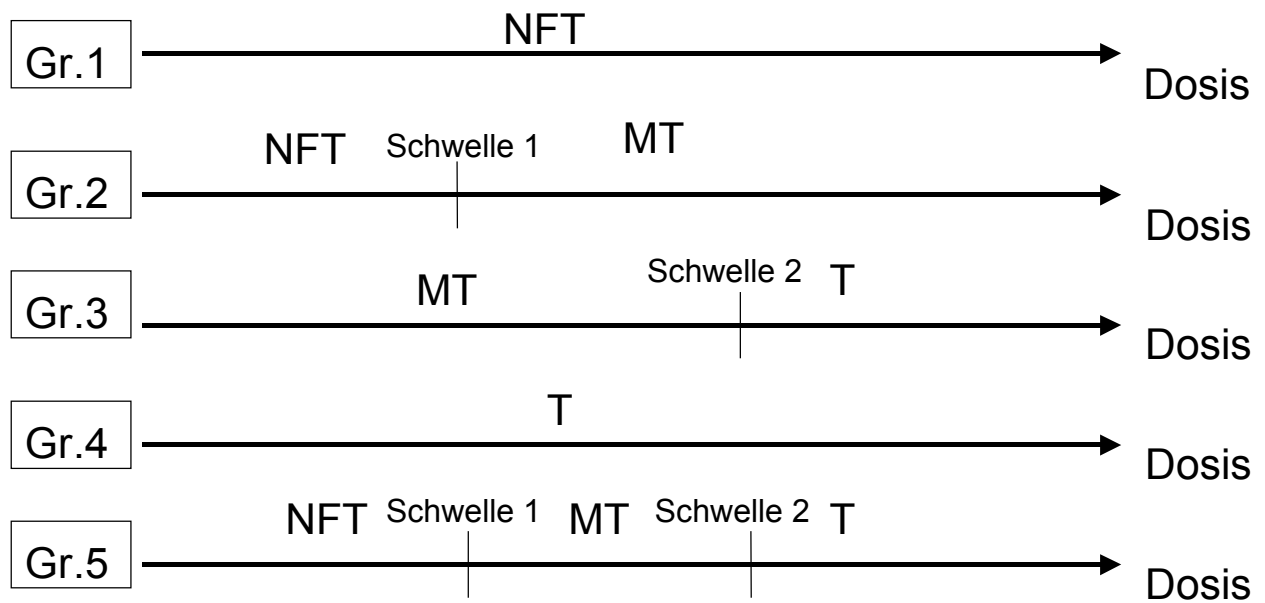 Gr.1 NFT Dosis
Gr.2 NFT Schwelle 1 MT Dosis
Gr.3 MT Schwelle 2 T Dosis
Gr.4 T Dosis
Gr.5 NFT Schwelle 1 MT Schwelle 2 T Dosis